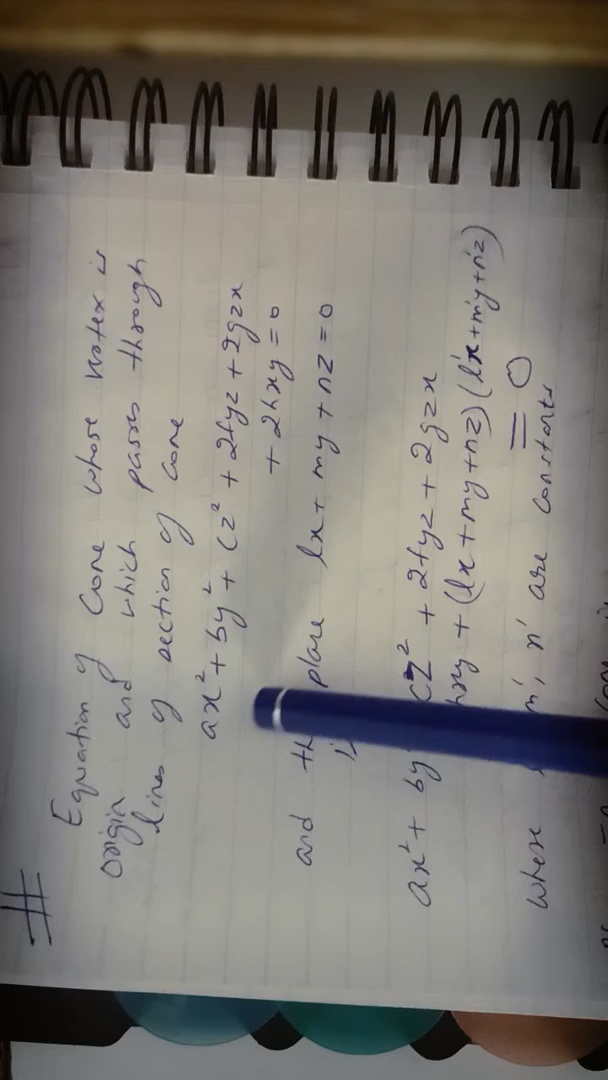 #
Equation of Cone whose vertex is
origin and which passes through
lines of section of Cone
ax² + by² + cz² + 2fyz + 2gzx
+ 2hxy = 0
and plane lx + my + nz = 0
ax² + by cz² + 2fyz + 2gzx
hxy + (lx + my + nz) (l'x + m'y + n'z)
= 0
where m', n' are constants